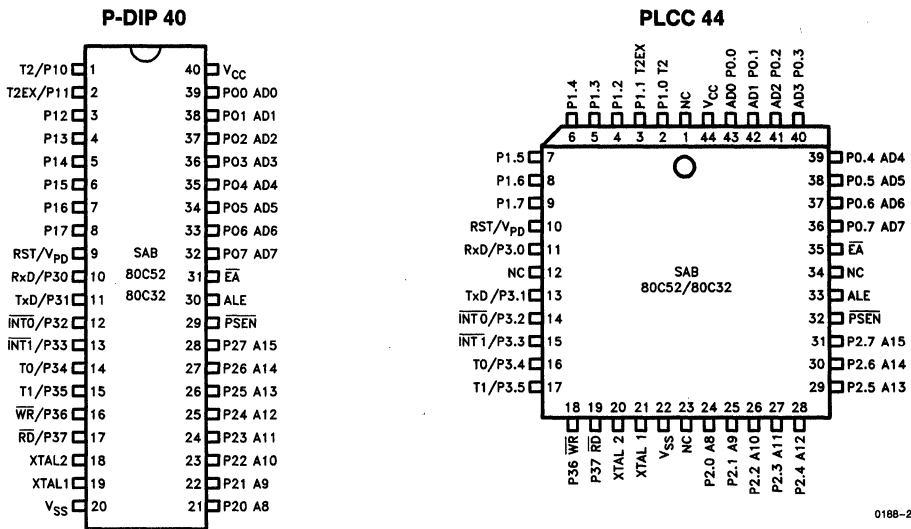 P-DIP 40
T2/P10 1 40 VCC
T2EX/P11 2 39 P00 AD0
P12 3 38 P01 AD1
P13 4 37 P02 AD2
P14 5 36 P03 AD3
P15 6 35 P04 AD4
P16 7 34 P05 AD5
P17 8 33 P06 AD6
RST/VPD 9 SAB 32 P07 AD7
RxD/P30 10 80C52 31 EA
TxD/P31 11 80C32 30 ALE
INT0/P32 12 29 PSEN
INT1/P33 13 28 P27 A15
T0/P34 14 27 P26 A14
T1/P35 15 26 P25 A13
WR/P36 16 25 P24 A12
RD/P37 17 24 P23 A11
XTAL2 18 23 P22 A10
XTAL1 19 22 P21 A9
VSS 20 21 P20 A8
PLCC 44
P1.4
P1.3
P1.2
P1.1 T2EX
P1.0 T2
NC
VCC
AD0 P0.0
AD1 P0.1
AD2 P0.2
AD3 P0.3
6 5 4 3 2 1 44 43 42 41 40
P1.5 7 39 P0.4 AD4
P1.6 8 38 P0.5 AD5
P1.7 9 37 P0.6 AD6
RST/VPD 10 36 P0.7 AD7
RxD/P3.0 11 35 EA
NC 12 SAB 34 NC
TxD/P3.1 13 80C52/80C32 33 ALE
INT0/P3.2 14 32 PSEN
INT1/P3.3 15 31 P2.7 A15
T0/P3.4 16 30 P2.6 A14
T1/P3.5 17 29 P2.5 A13
18 19 20 21 22 23 24 25 26 27 28
P36 WR
P37 RD
XTAL 2
XTAL 1
VSS
NC
P2.0 A8
P2.1 A9
P2.2 A10
P2.3 A11
P2.4 A12
0188-2